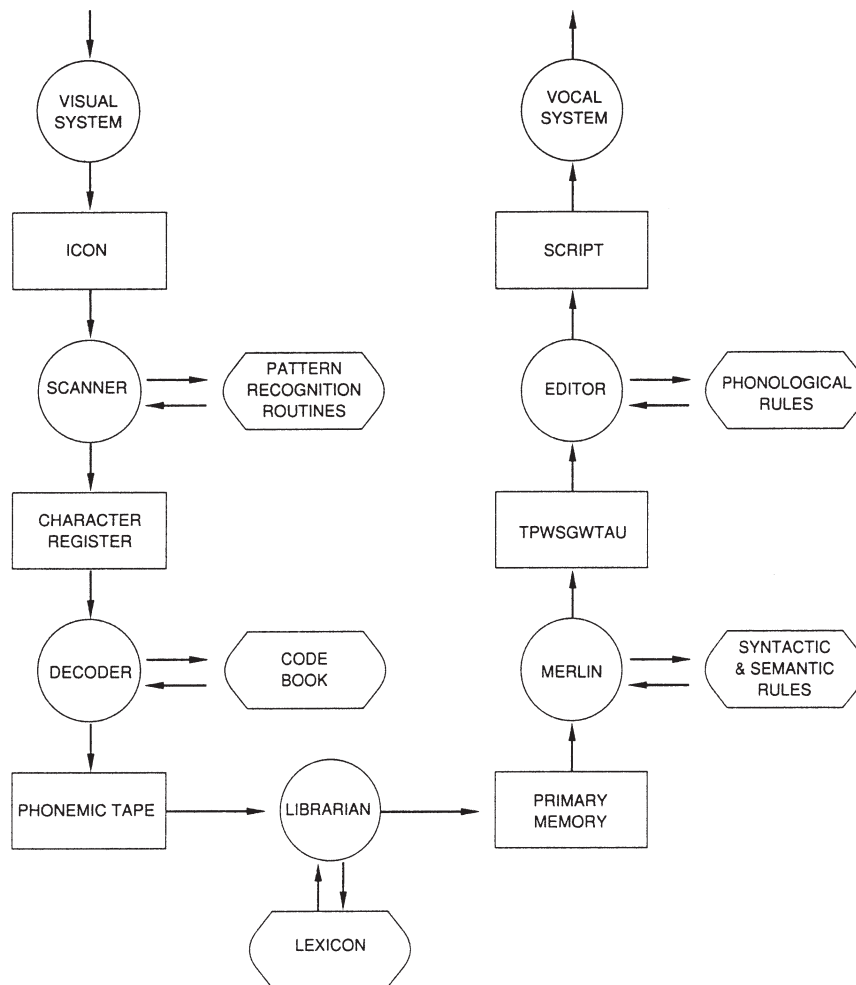 VISUAL
SYSTEM
ICON
SCANNER
PATTERN
RECOGNITION
ROUTINES
CHARACTER
REGISTER
DECODER
CODE
BOOK
PHONEMIC TAPE
LIBRARIAN
LEXICON
PRIMARY
MEMORY
MERLIN
SYNTACTIC
& SEMANTIC
RULES
TPWSGWTAU
EDITOR
PHONOLOGICAL
RULES
SCRIPT
VOCAL
SYSTEM